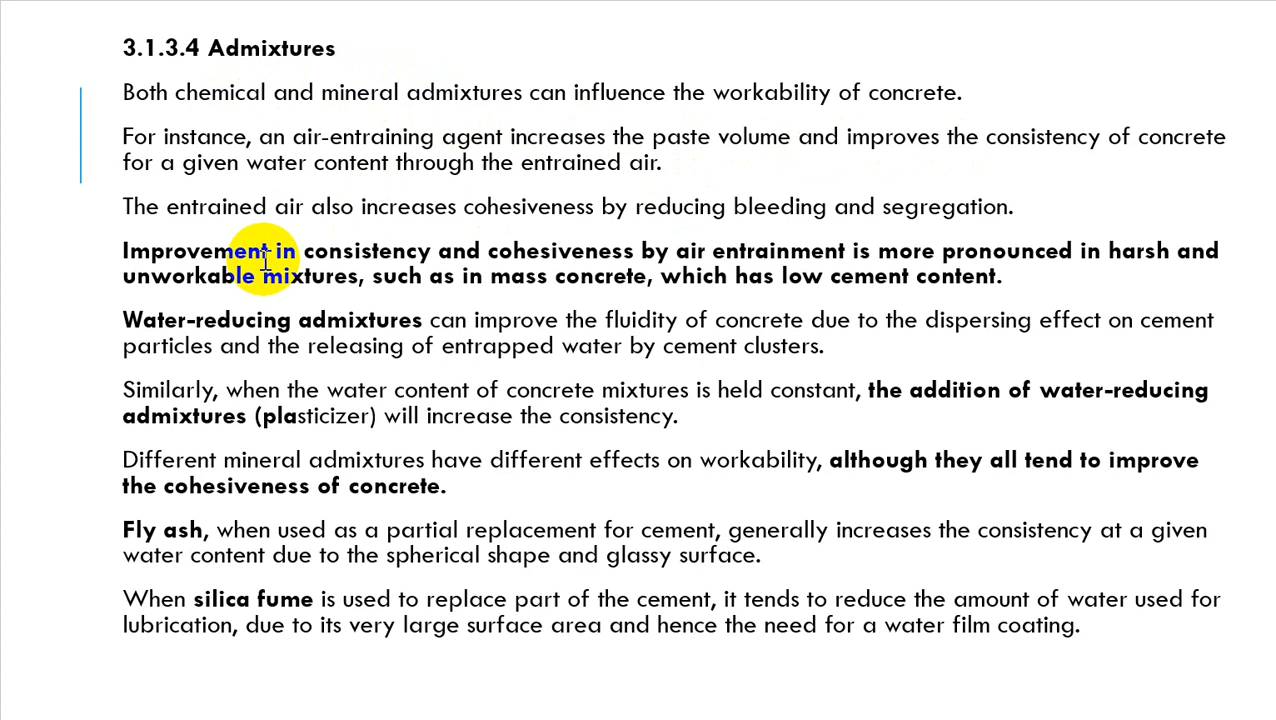 3.1.3.4 Admixtures
Both chemical and mineral admixtures can influence the workability of concrete.
For instance, an air-entraining agent increases the paste volume and improves the consistency of concrete
for a given water content through the entrained air.
The entrained air also increases cohesiveness by reducing bleeding and segregation.
Improvement in consistency and cohesiveness by air entrainment is more pronounced in harsh and
unworkable mixtures, such as in mass concrete, which has low cement content.
Water-reducing admixtures can improve the fluidity of concrete due to the dispersing effect on cement
particles and the releasing of entrapped water by cement clusters.
Similarly, when the water content of concrete mixtures is held constant, the addition of water-reducing
admixtures (plasticizer) will increase the consistency.
Different mineral admixtures have different effects on workability, although they all tend to improve
the cohesiveness of concrete.
Fly ash, when used as a partial replacement for cement, generally increases the consistency at a given
water content due to the spherical shape and glassy surface.
When silica fume is used to replace part of the cement, it tends to reduce the amount of water used for
lubrication, due to its very large surface area and hence the need for a water film coating.